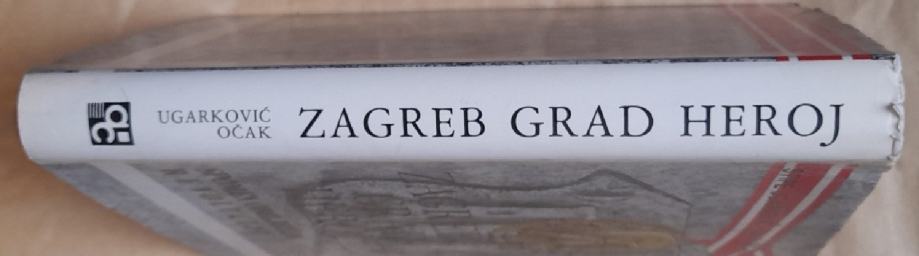 UGARKOVIĆ
OČAK
ZAGREB GRAD HEROJ